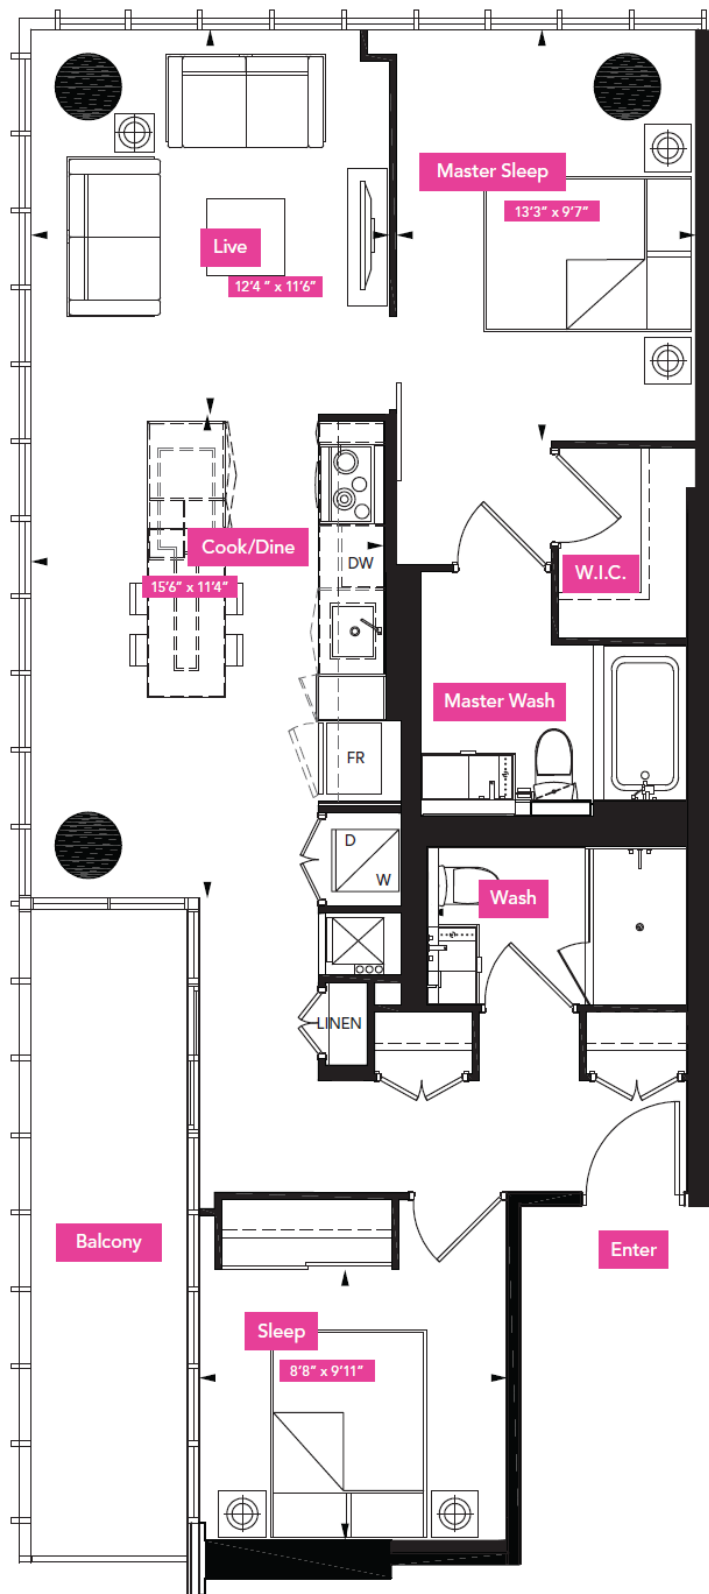 Master Sleep
13'3" x 9'7"
Live
12'4 " x 11'6"
Cook/Dine
15'6" x 11'4"
DW
W.I.C.
Master Wash
FR
D
W
Wash
LINEN
Balcony
Enter
Sleep
8'8" x 9'11"